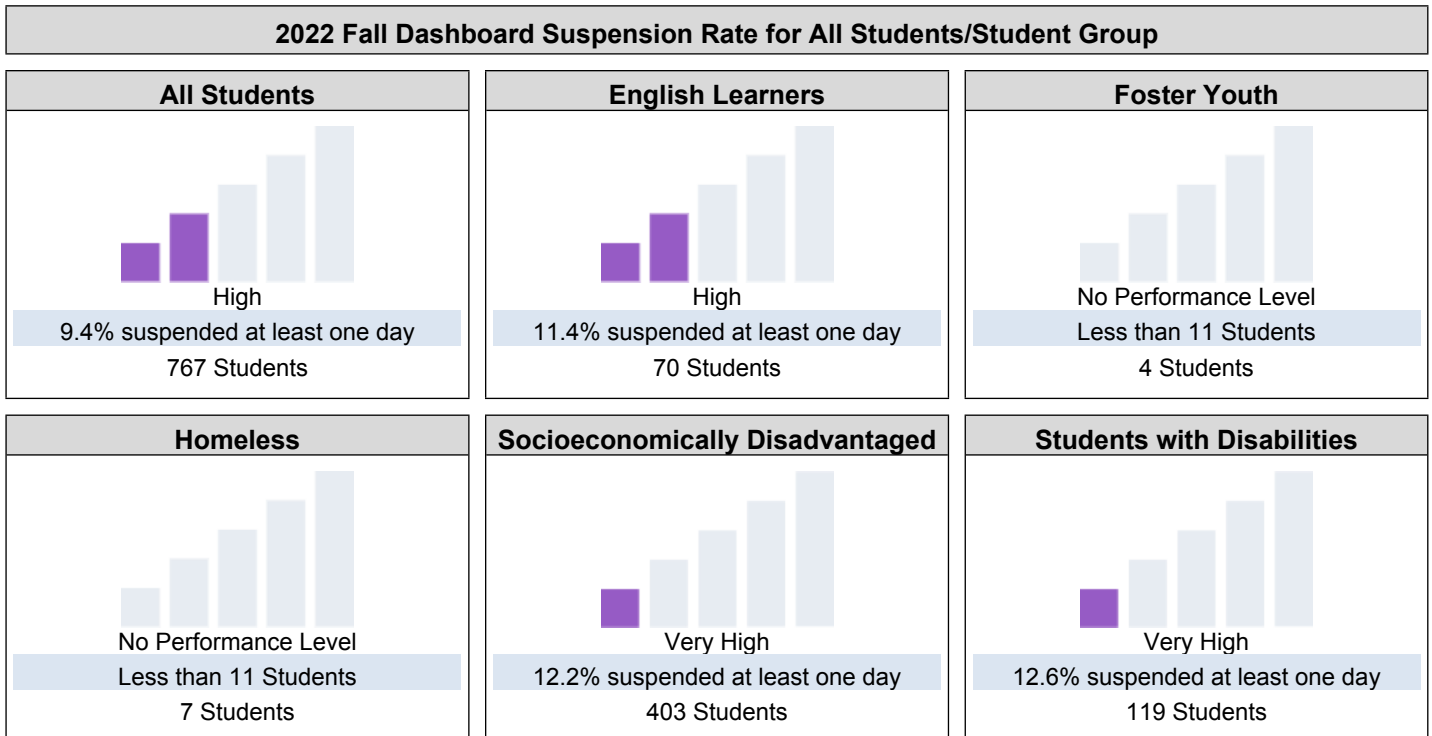 2022 Fall Dashboard Suspension Rate for All Students/Student Group
All Students
High
9.4% suspended at least one day
767 Students
English Learners
High
11.4% suspended at least one day
70 Students
Foster Youth
No Performance Level
Less than 11 Students
4 Students
Homeless
No Performance Level
Less than 11 Students
7 Students
Socioeconomically Disadvantaged
Very High
12.2% suspended at least one day
403 Students
Students with Disabilities
Very High
12.6% suspended at least one day
119 Students